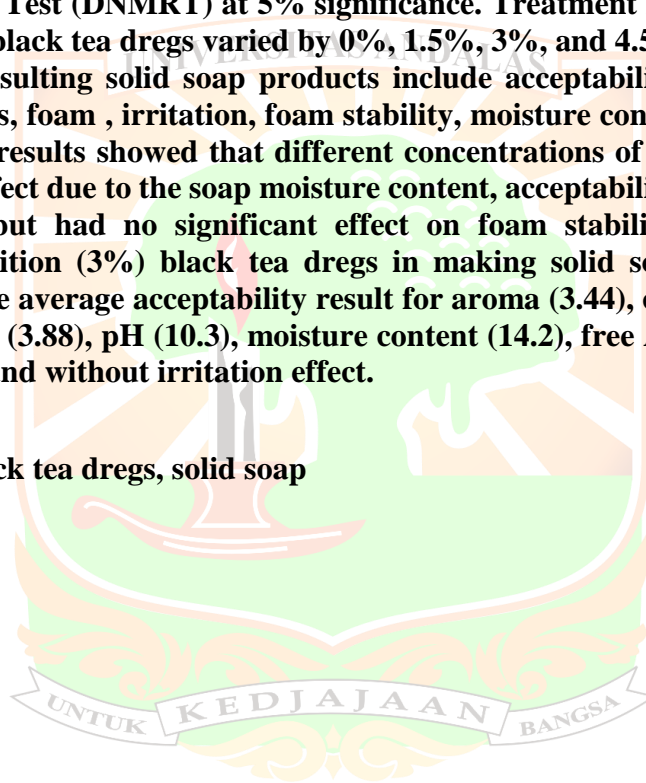 Test (DNMRT) at 5% significance. Treatment
black tea dregs varied by 0%, 1.5%, 3%, and 4.5
UNIVERSITAS ANDALAS
sulting solid soap products include acceptabili
s, foam , irritation, foam stability, moisture con
results showed that different concentrations of
fect due to the soap moisture content, acceptabili
but had no significant effect on foam stabili
ition (3%) black tea dregs in making solid s
e average acceptability result for aroma (3.44),
(3.88), pH (10.3), moisture content (14.2), free
nd without irritation effect.
ck tea dregs, solid soap
UNTUK KEDJAJAAN BANGSA